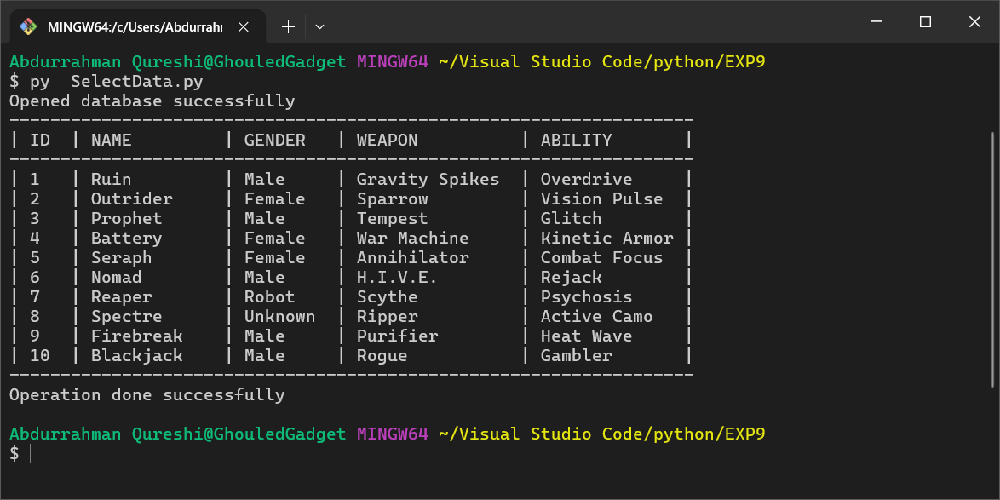 MINGW64:/c/Users/Abdurrahı
Abdurrahman Qureshi@GhouledGadget MINGW64 ~/Visual Studio Code/python/EXP9
$ py  SelectData.py
Opened database successfully
-------------------------------------------------------------------
| ID  | NAME         | GENDER   | WEAPON          | ABILITY       |
-------------------------------------------------------------------
| 1   | Ruin         | Male     | Gravity Spikes  | Overdrive     |
| 2   | Outrider     | Female   | Sparrow         | Vision Pulse  |
| 3   | Prophet      | Male     | Tempest         | Glitch        |
| 4   | Battery      | Female   | War Machine     | Kinetic Armor |
| 5   | Seraph       | Female   | Annihilator     | Combat Focus  |
| 6   | Nomad        | Male     | H.I.V.E.        | Rejack        |
| 7   | Reaper       | Robot    | Scythe          | Psychosis     |
| 8   | Spectre      | Unknown  | Ripper          | Active Camo   |
| 9   | Firebreak    | Male     | Purifier        | Heat Wave     |
| 10  | Blackjack    | Male     | Rogue           | Gambler       |
-------------------------------------------------------------------
Operation done successfully
Abdurrahman Qureshi@GhouledGadget MINGW64 ~/Visual Studio Code/python/EXP9
$